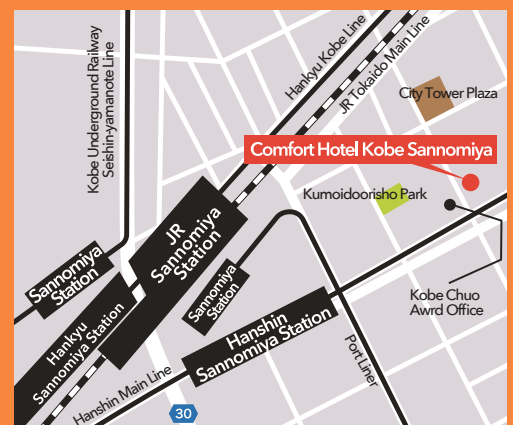 Kobe Underground Railway
Seishin-yamanote Line
Hankyu Kobe Line
JR Tokaido Main Line
City Tower Plaza
Comfort Hotel Kobe Sannomiya
Kumoidoorisho Park
JR
Sannomiya
Station
Sannomiya
Station
Sannomiya
Station
Hankyu
Sannomiya Station
Hanshin
Sannomiya Station
Kobe Chuo
Awrd Office
Port Liner
Hanshin Main Line
30